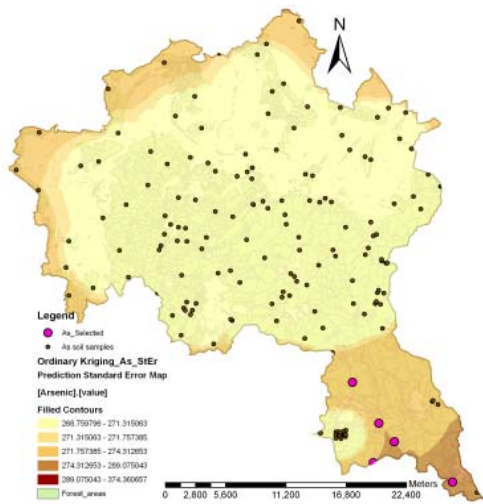 N
Legend
As_Selected
As soil samples
Ordinary Kriging_As_StEr
Prediction Standard Error Map
[Arsenic].[value]
Filled Contours
268.759796 - 271.315063
271.315063 - 271.757385
271.757385 - 274.312653
274.312653 - 289.075043
289.075043 - 374.360657
Forest_areas
Meters
0 2,800 5,600 11,200 16,800 22,400